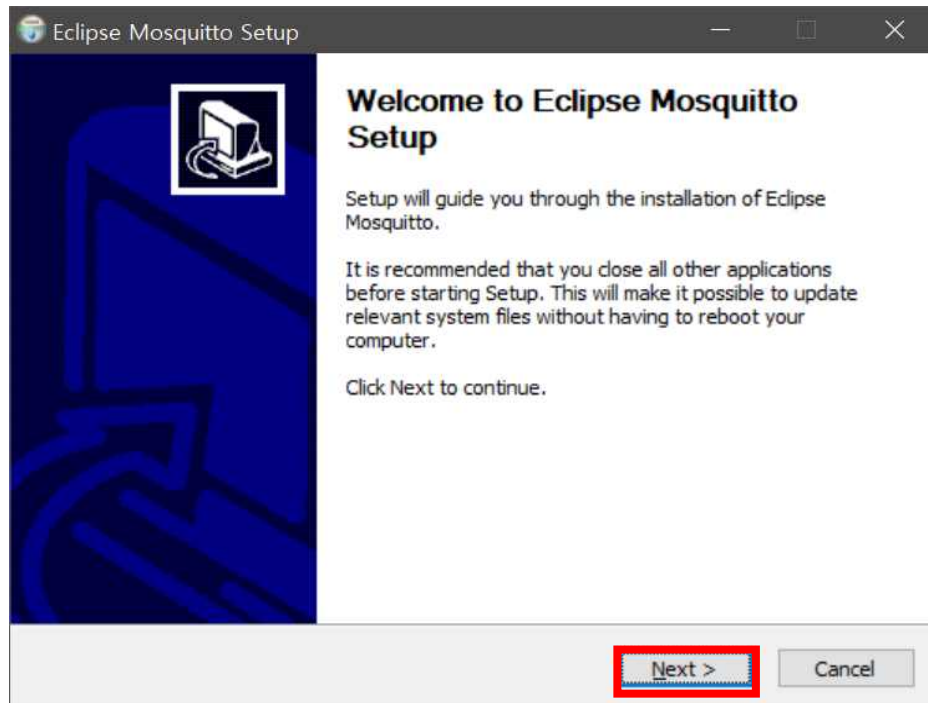 Eclipse Mosquitto Setup
Welcome to Eclipse Mosquitto
Setup
Setup will guide you through the installation of Eclipse
Mosquitto.
It is recommended that you close all other applications
before starting Setup. This will make it possible to update
relevant system files without having to reboot your
computer.
Click Next to continue.
Next >
Cancel